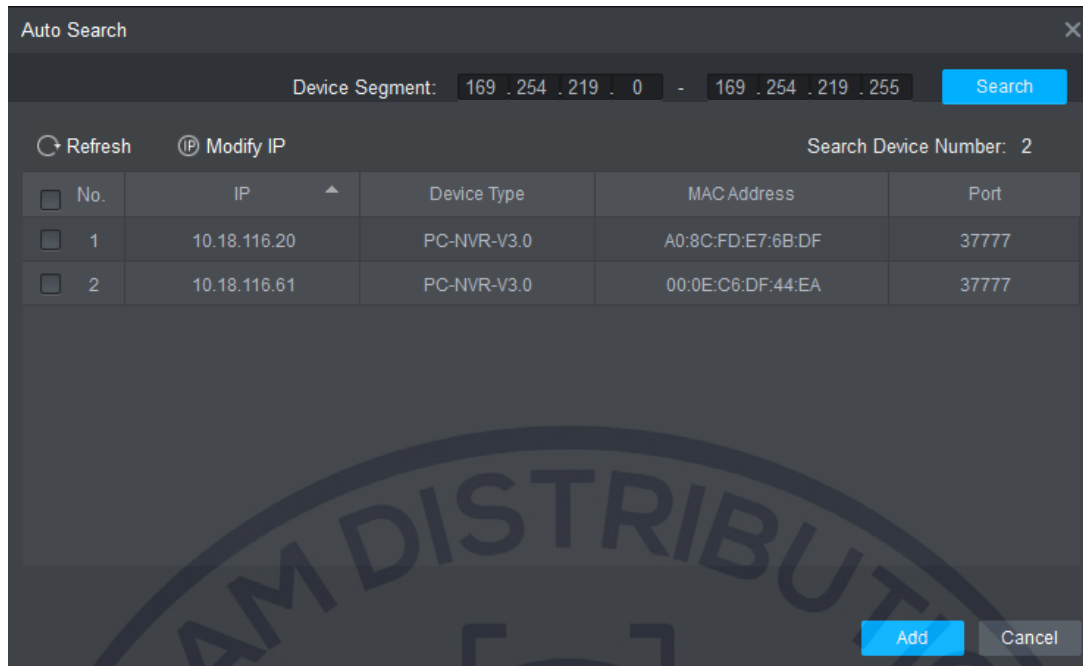 Auto Search
Device Segment: 169 . 254 . 219 . 0 - 169 . 254 . 219 . 255 Search
Refresh IP Modify IP Search Device Number: 2
No. IP Device Type MAC Address Port
1 10.18.116.20 PC-NVR-V3.0 A0:8C:FD:E7:6B:DF 37777
2 10.18.116.61 PC-NVR-V3.0 00:0E:C6:DF:44:EA 37777
AM DISTRIBUTI
Add Cancel